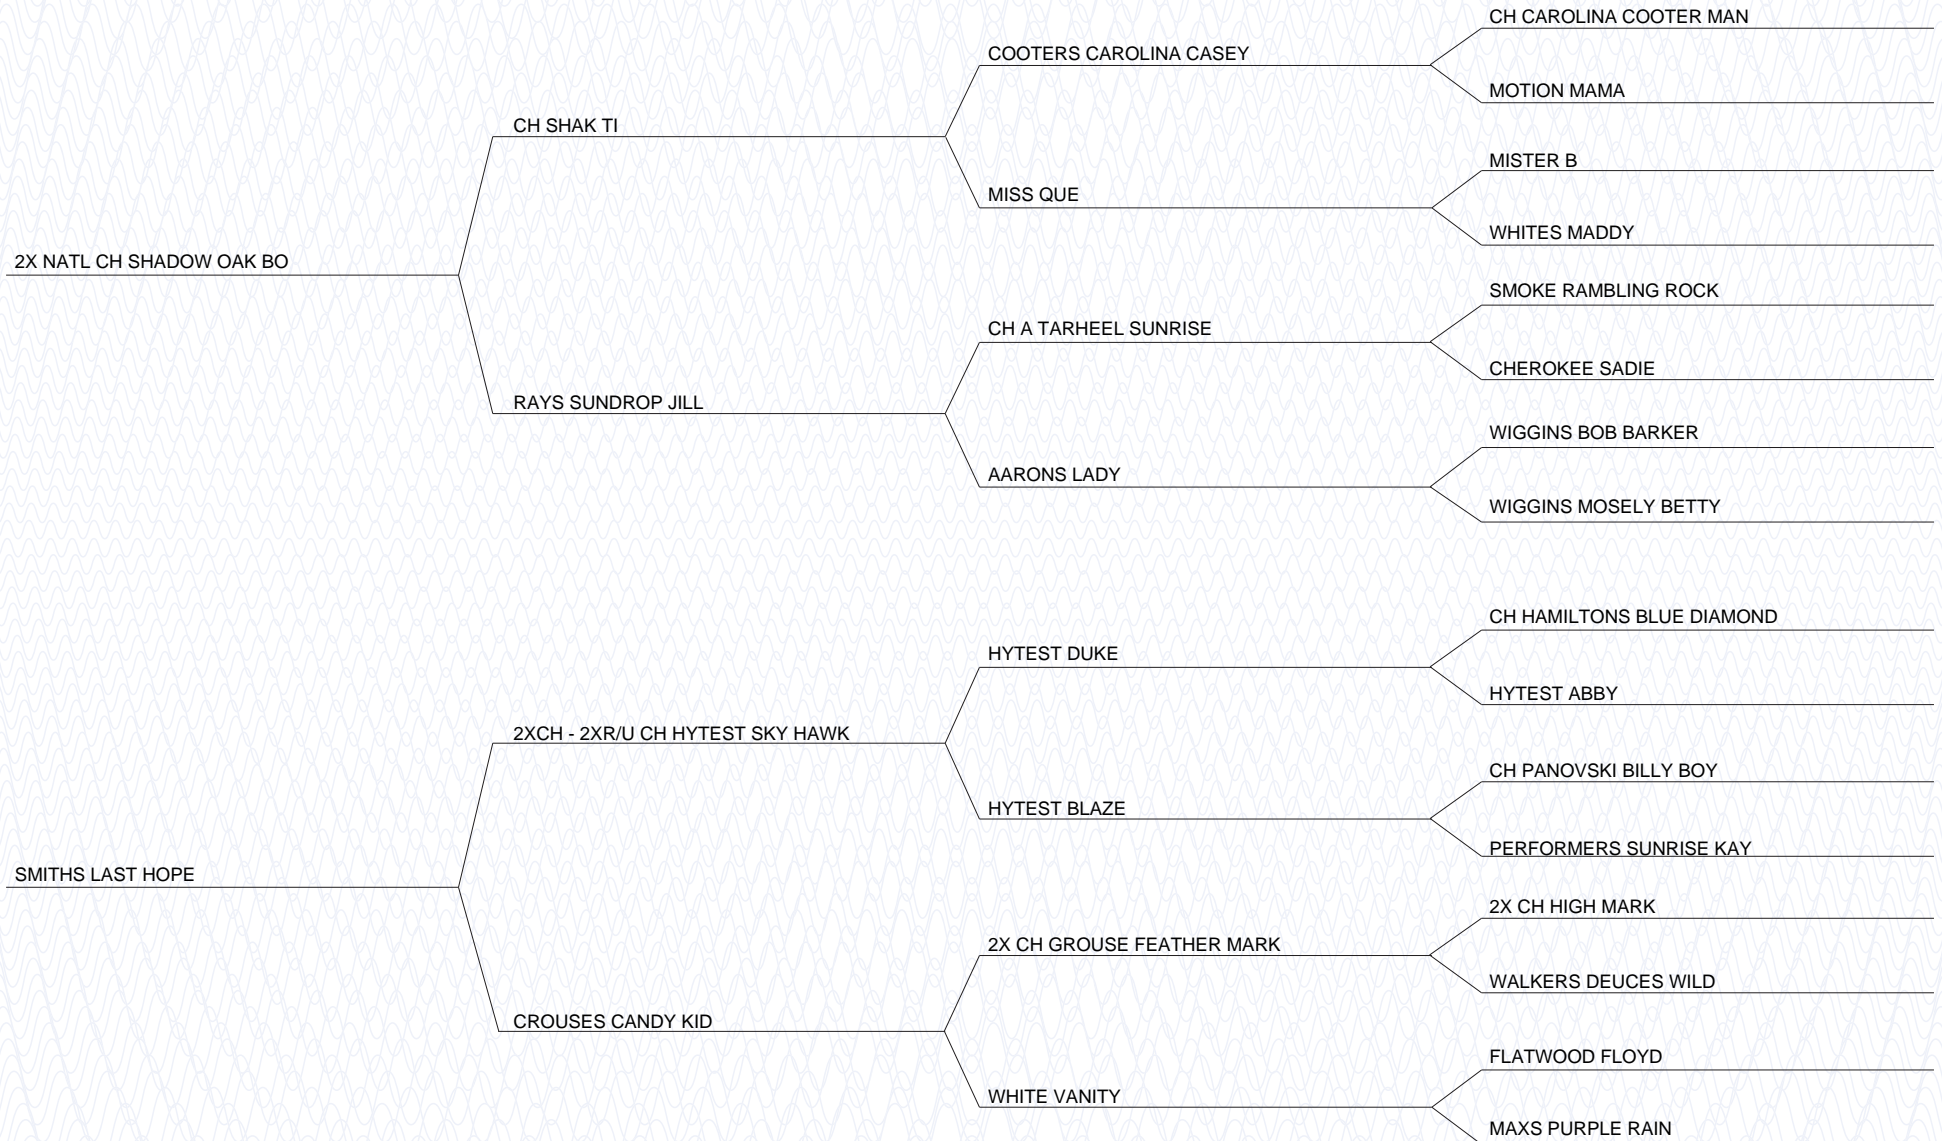 CH CAROLINA COOTER MAN
COOTERS CAROLINA CASEY
MOTION MAMA
CH SHAK TI
MISTER B
MISS QUE
WHITES MADDY
2X NATL CH SHADOW OAK BO
SMOKE RAMBLING ROCK
CH A TARHEEL SUNRISE
CHEROKEE SADIE
RAYS SUNDROP JILL
WIGGINS BOB BARKER
AARONS LADY
WIGGINS MOSELY BETTY
CH HAMILTONS BLUE DIAMOND
HYTEST DUKE
HYTEST ABBY
2XCH - 2XR/U CH HYTEST SKY HAWK
CH PANOVSKI BILLY BOY
HYTEST BLAZE
PERFORMERS SUNRISE KAY
SMITHS LAST HOPE
2X CH HIGH MARK
2X CH GROUSE FEATHER MARK
WALKERS DEUCES WILD
CROUSES CANDY KID
FLATWOOD FLOYD
WHITE VANITY
MAXS PURPLE RAIN